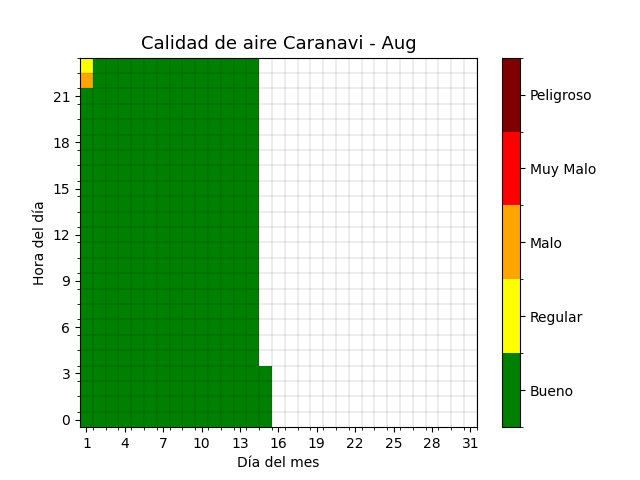 Calidad de aire Caranavi - Aug
Hora del día
21
18
15
12
9
6
3
0
1 4 7 10 13 16 19 22 25 28 31
Día del mes
Peligroso
Muy Malo
Malo
Regular
Bueno